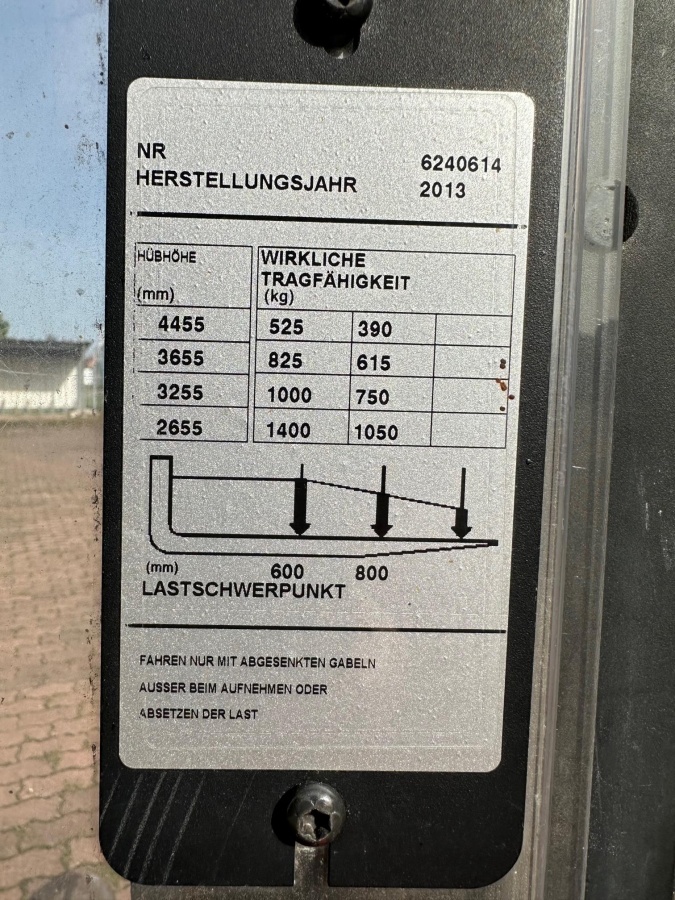 NR 6240614
HERSTELLUNGSJAHR 2013
HÜBHÖHE WIRKLICHE
TRAGFÄHIGKEIT
(mm) (kg)
4455 525 390
3655 825 615
3255 1000 750
2655 1400 1050
(mm) 600 800
LASTSCHWERPUNKT
FAHREN NUR MIT ABGESENKTEN GABELN
AUSSER BEIM AUFNEHMEN ODER
ABSETZEN DER LAST